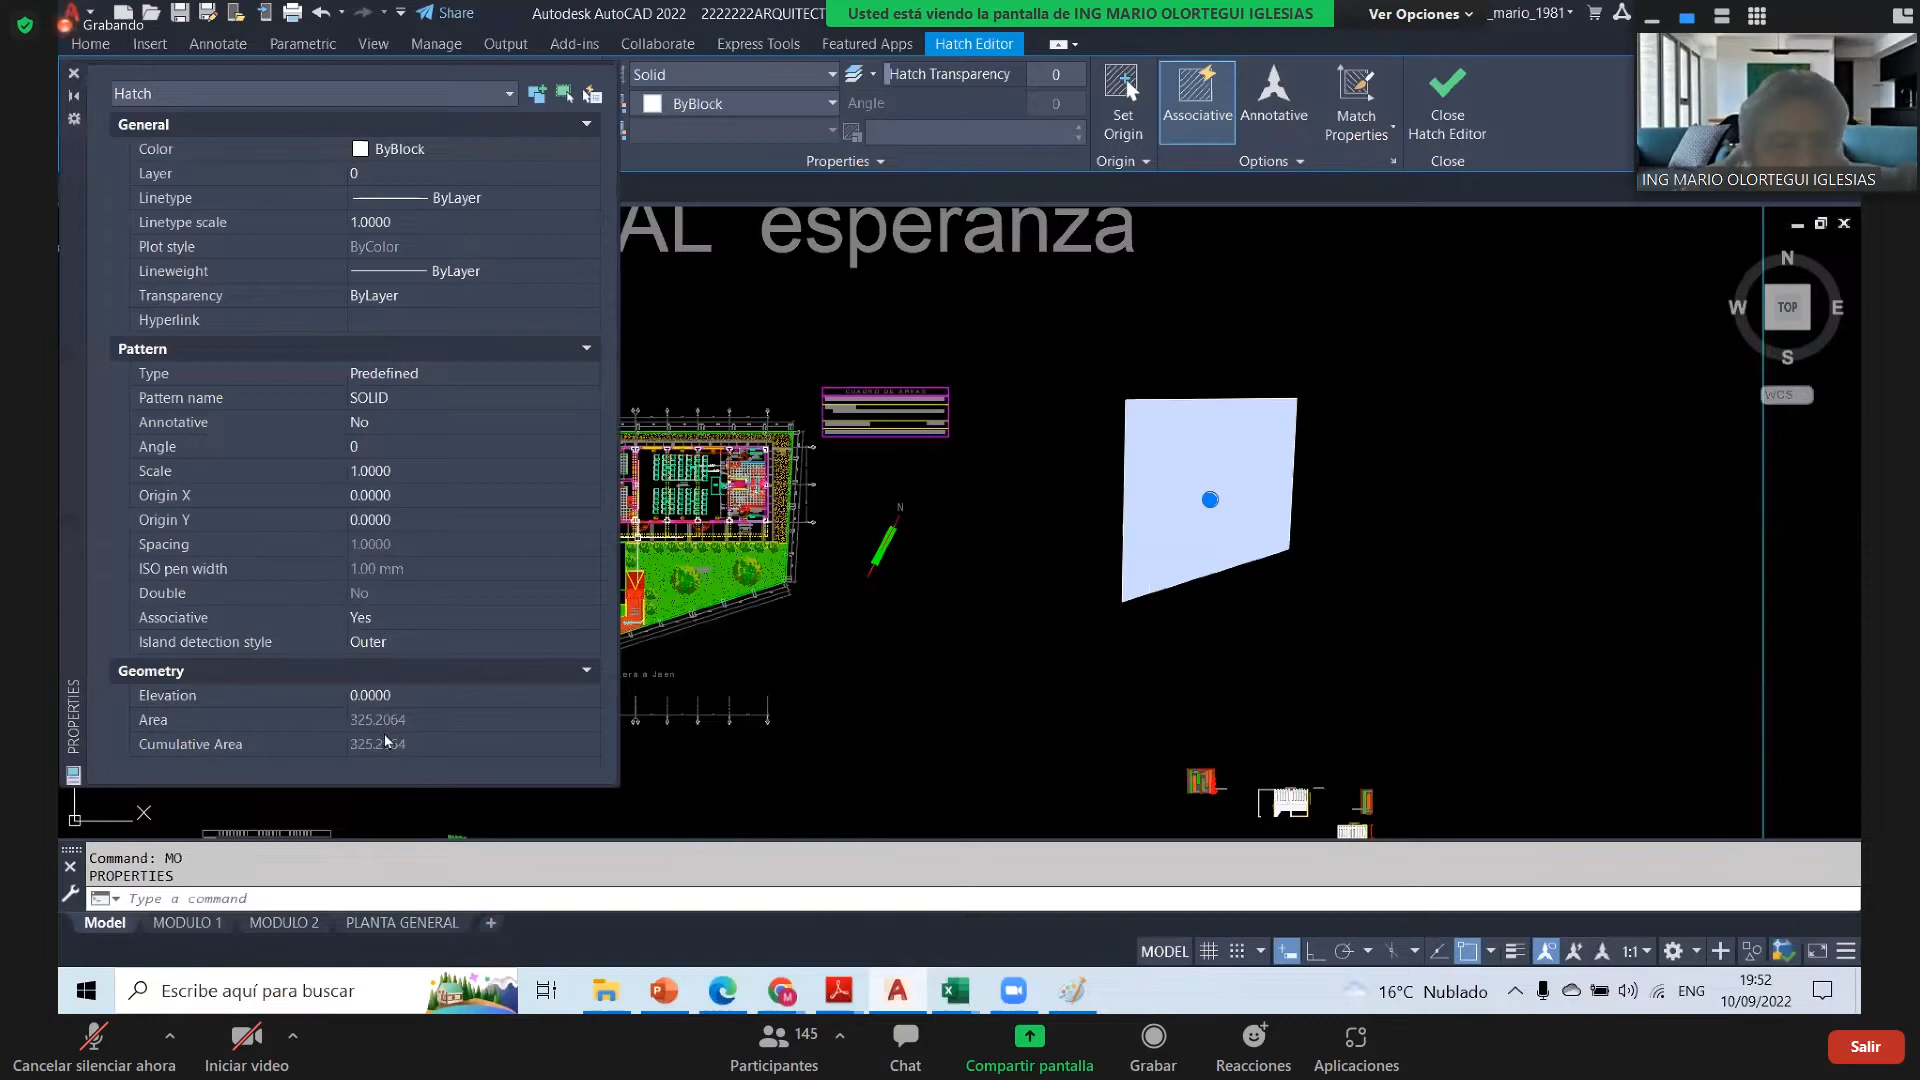 Grabando
Share
Autodesk AutoCAD 2022
2222222ARQUITECT
Usted está viendo la pantalla de ING MARIO OLORTEGUI IGLESIAS
Ver Opciones
_mario_1981
Home
Insert
Annotate
Parametric
View
Manage
Output
Add-ins
Collaborate
Express Tools
Featured Apps
Hatch Editor
Solid
Hatch Transparency
0
ByBlock
Angle
0
Properties
Set
Origin
Origin
Associative
Annotative
Match
Properties
Options
Close
Hatch Editor
Close
ING MARIO OLORTEGUI IGLESIAS
Hatch
General
Color ByBlock
Layer 0
Linetype ByLayer
Linetype scale 1.0000
Plot style ByColor
Lineweight ByLayer
Transparency ByLayer
Hyperlink
Pattern
Type Predefined
Pattern name SOLID
Annotative No
Angle 0
Scale 1.0000
Origin X 0.0000
Origin Y 0.0000
Spacing 1.0000
ISO pen width 1.00 mm
Double No
Associative Yes
Island detection style Outer
Geometry
Elevation 0.0000
Area 325.2064
Cumulative Area
PROPERTIES
AL esperanza
CUADRO DE AREAS
N
era a Jaen
N
W
TOP
E
S
WCS
X
Command: MO
PROPERTIES
Type a command
Model
MODULO 1
MODULO 2
PLANTA GENERAL
+
MODEL
1:1
Escribe aquí para buscar
16°C Nublado
ENG
19:52
10/09/2022
Cancelar silenciar ahora
Iniciar video
145
Participantes
Chat
Compartir pantalla
Grabar
Reacciones
Aplicaciones
Salir